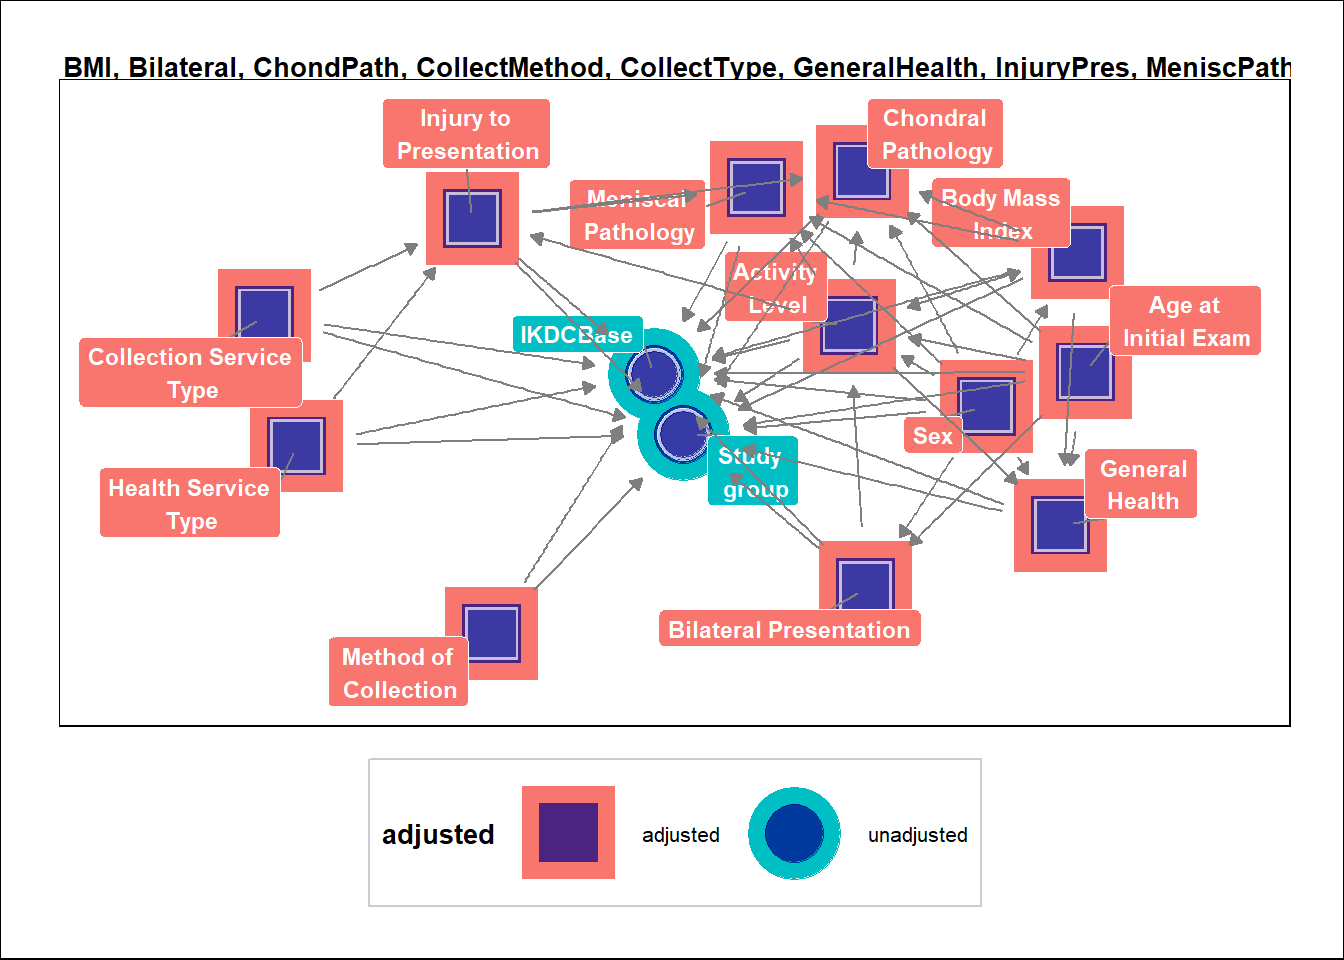 BMI, Bilateral, ChondPath, CollectMethod, CollectType, GeneralHealth, InjuryPres, MeniscPath
Injury to
Presentation
Chondral
Pathology
Meniscal
Pathology
Body Mass
Index
Activity
Level
Age at
Initial Exam
IKDCBase
Collection Service
Type
Sex
Study
group
General
Health
Health Service
Type
Bilateral Presentation
Method of
Collection
adjusted
adjusted
unadjusted